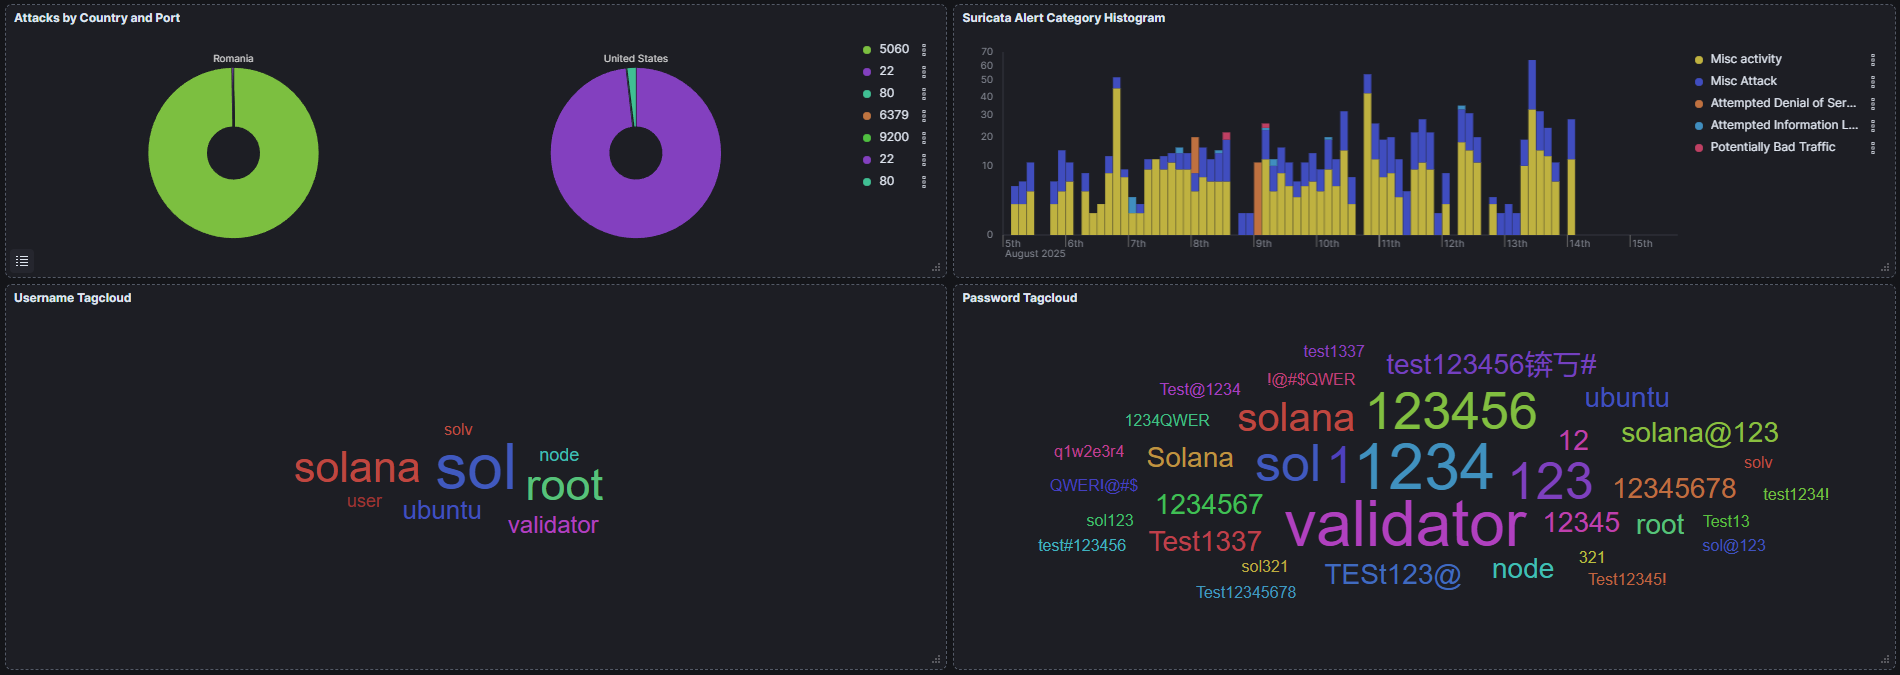 Attacks by Country and Port
Romania
United States
5060
22
80
6379
9200
22
80
Suricata Alert Category Histogram
70
60
50
40
30
20
10
0
5th
6th
7th
8th
9th
10th
11th
12th
13th
14th
15th
August 2025
Misc activity
Misc Attack
Attempted Denial of Ser...
Attempted Information L...
Potentially Bad Traffic
Username Tagcloud
solv
solana
sol
node
root
user
ubuntu
validator
Password Tagcloud
test1337
test123456锛丂#
Test@1234
!@#$QWER
ubuntu
1234QWER
solana
123456
12
solana@123
q1w2e3r4
Solana
sol
1
1234
123
solv
QWER!@#$
12345678
test1234!
1234567
sol123
validator
12345
root
Test13
test#123456
Test1337
sol@123
sol321
TESt123@
node
321
Test12345!
Test12345678